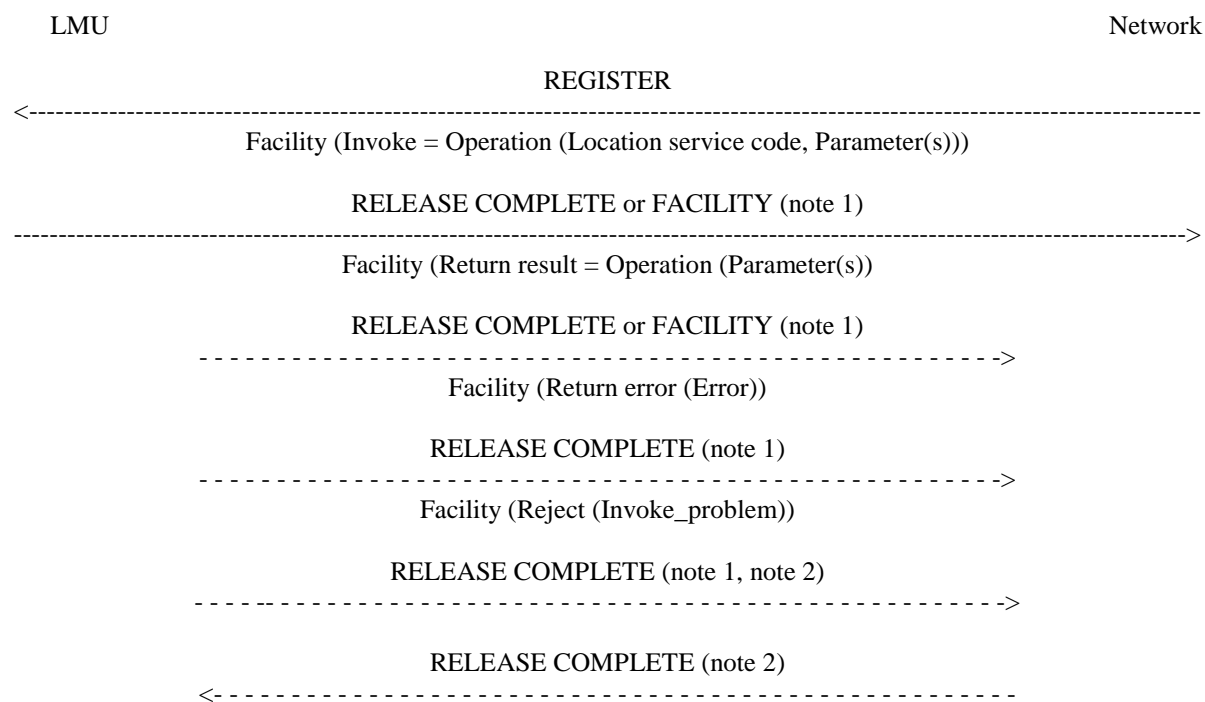 LMU Network
REGISTER
Facility (Invoke = Operation (Location service code, Parameter(s)))
RELEASE COMPLETE or FACILITY (note 1)
Facility (Return result = Operation (Parameter(s))
RELEASE COMPLETE or FACILITY (note 1)
Facility (Return error (Error))
RELEASE COMPLETE (note 1)
Facility (Reject (Invoke_problem))
RELEASE COMPLETE (note 1, note 2)
RELEASE COMPLETE (note 2)